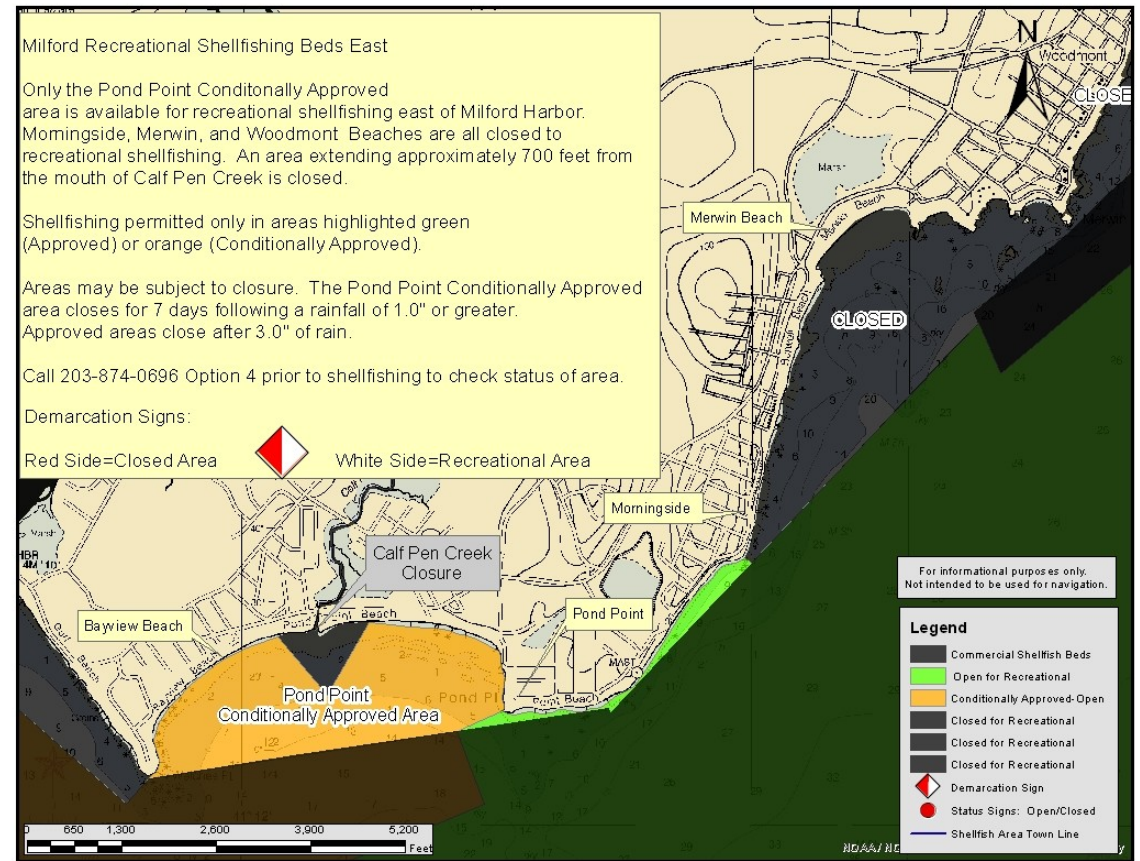 Milford Recreational Shellfishing Beds East
Only the Pond Point Conditonally Approved
area is available for recreational shellfishing east of Milford Harbor.
Morningside, Merwin, and Woodmont Beaches are all closed to
recreational shellfishing. An area extending approximately 700 feet from
the mouth of Calf Pen Creek is closed.
Shellfishing permitted only in areas highlighted green
(Approved) or orange (Conditionally Approved).
Areas may be subject to closure. The Pond Point Conditionally Approved
area closes for 7 days following a rainfall of 1.0" or greater.
Approved areas close after 3.0" of rain.
Call 203-874-0696 Option 4 prior to shellfishing to check status of area.
Demarcation Signs:
Red Side=Closed Area
White Side=Recreational Area
N
Woodmont
CLOSE
Marsh
Merwin Beach
CLOSED
Morningside
Calf Pen Creek
Closure
Marsh
Bayview Beach
Beach
Pond Point
MAST
Pond Point
Conditionally Approved Area
For informational purposes only.
Not intended to be used for navigation.
Legend
Commercial Shellfish Beds
Open for Recreational
Conditionally Approved-Open
Closed for Recreational
Closed for Recreational
Closed for Recreational
Demarcation Sign
Status Signs: Open/Closed
Shellfish Area Town Line
0 650 1,300 2,600 3,900 5,200
Feet